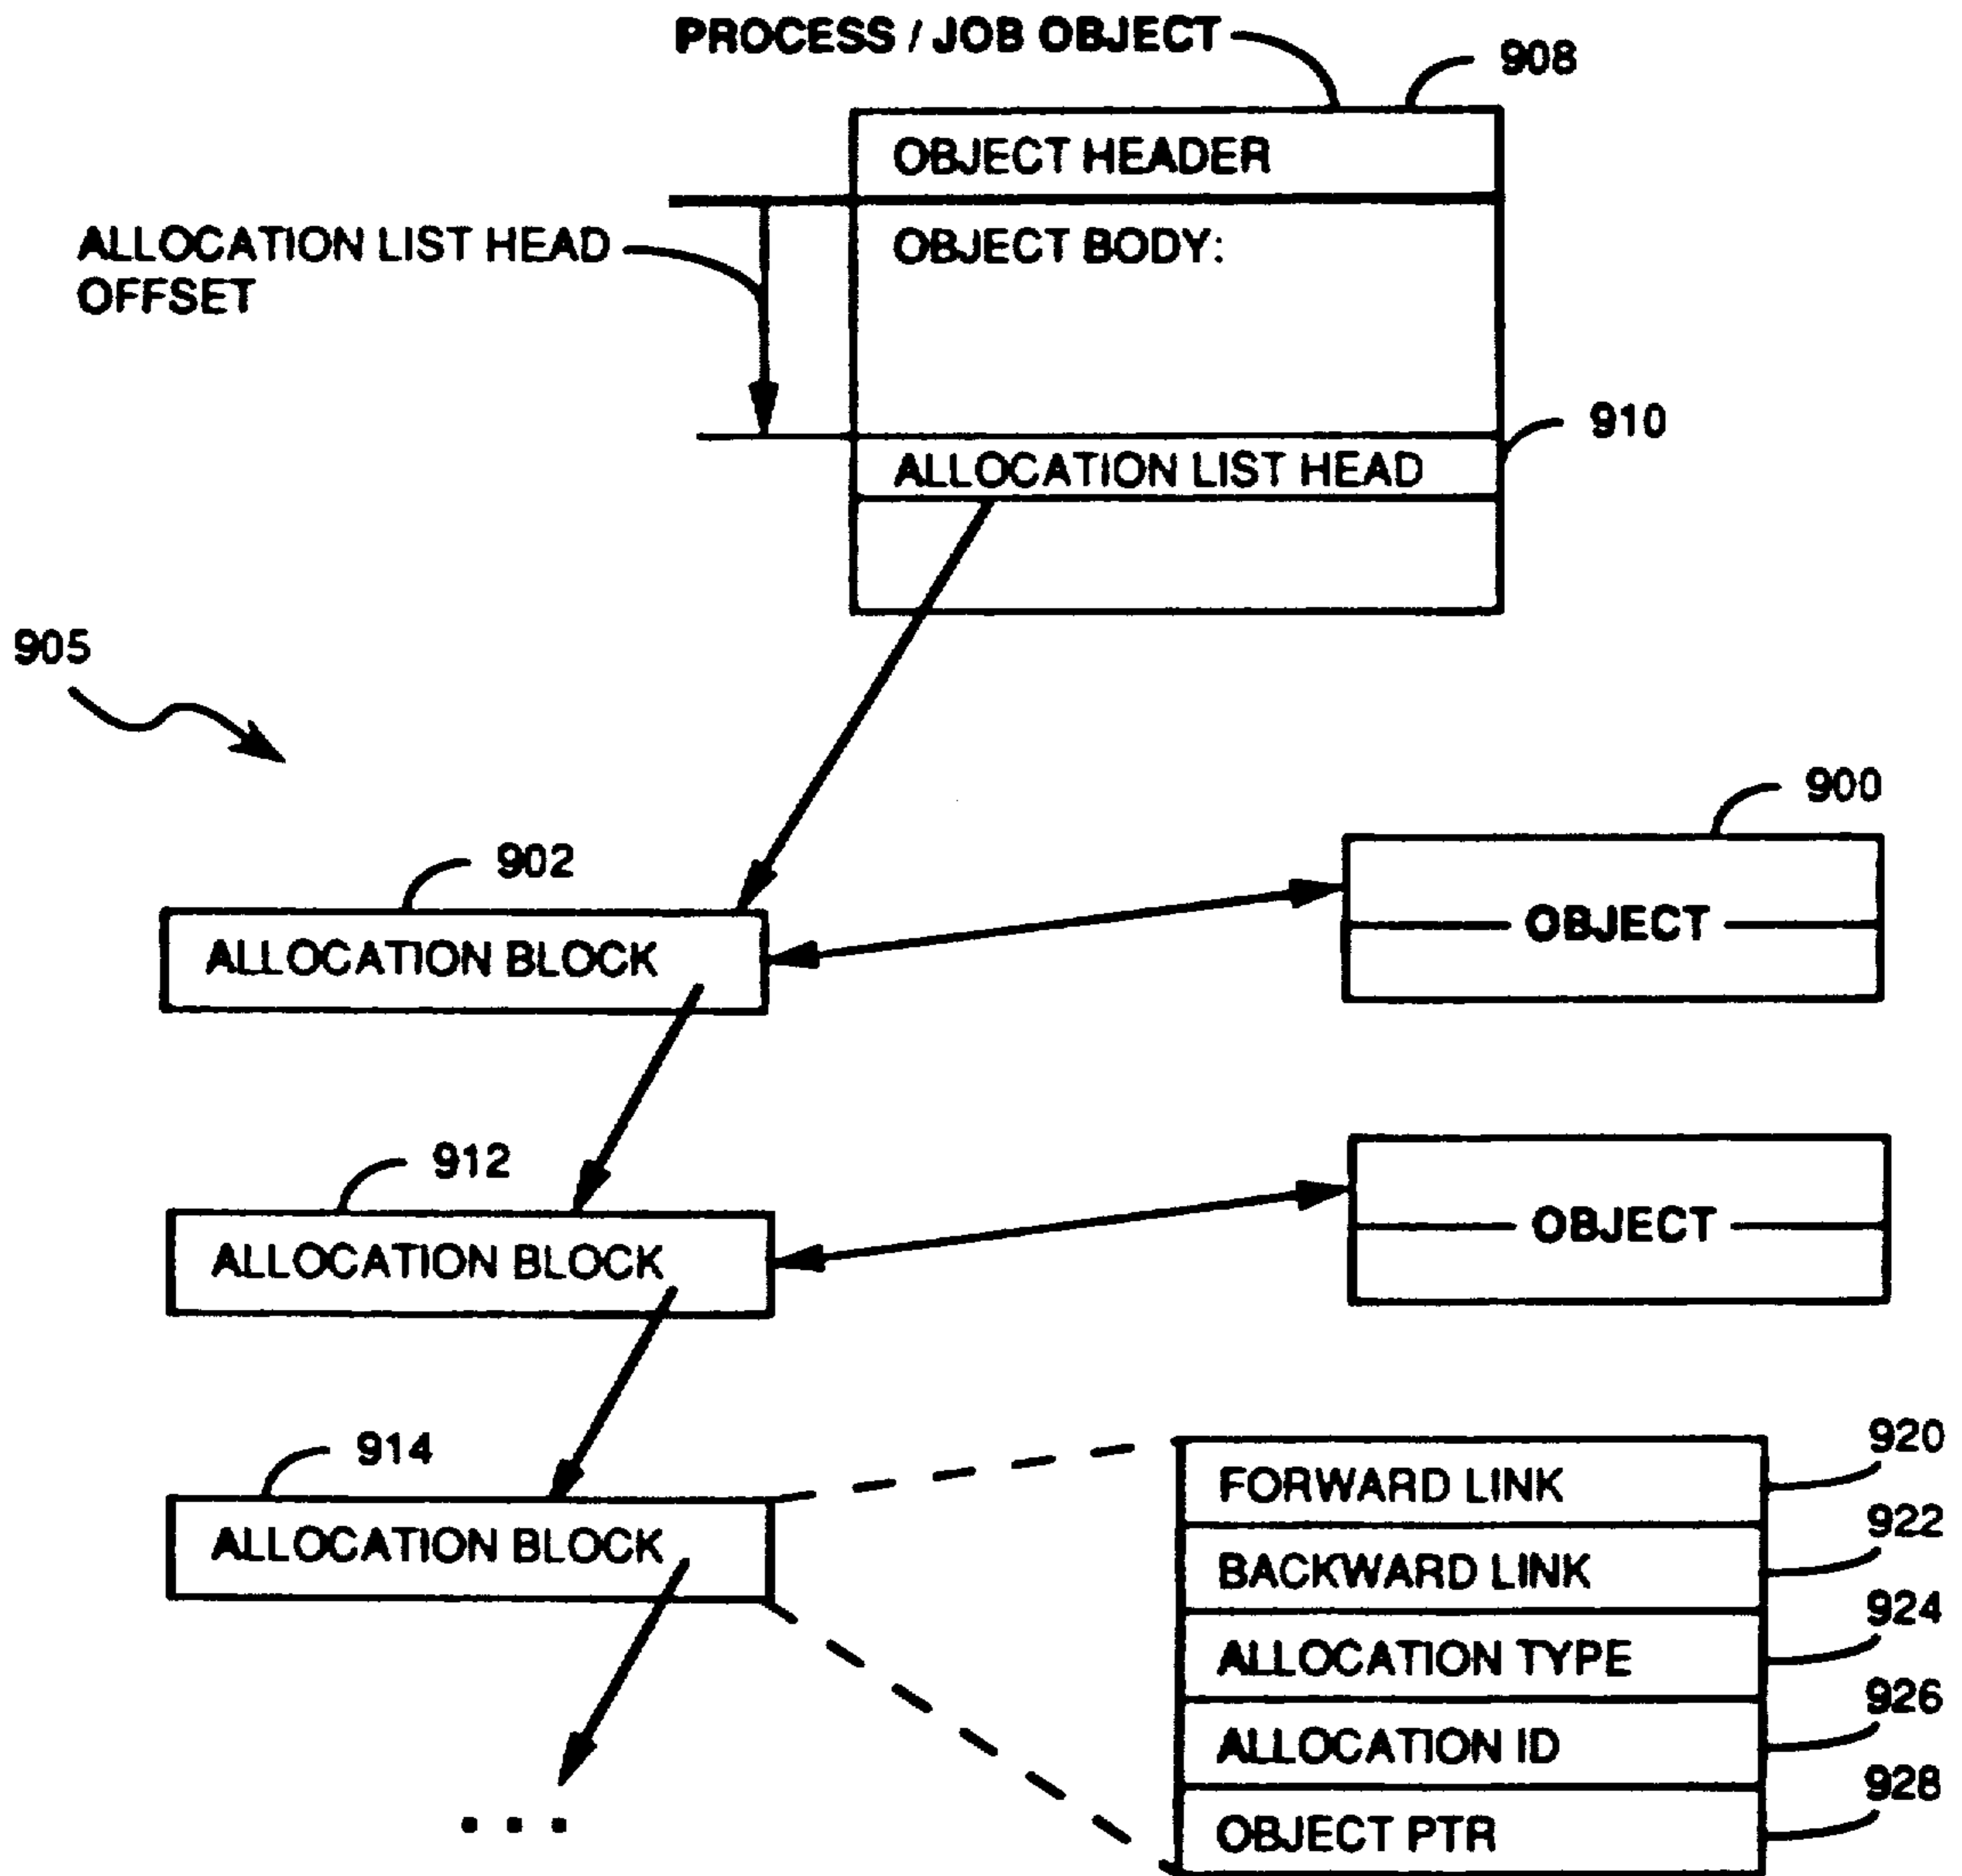 PROCESS / JOB OBJECT
908
OBJECT HEADER
ALLOCATION LIST HEAD
OFFSET
OBJECT BODY:
910
ALLOCATION LIST HEAD
905
900
902
OBJECT
ALLOCATION BLOCK
912
OBJECT
ALLOCATION BLOCK
914
ALLOCATION BLOCK
920
FORWARD LINK
922
BACKWARD LINK
924
ALLOCATION TYPE
926
ALLOCATION ID
928
OBJECT PTR
...